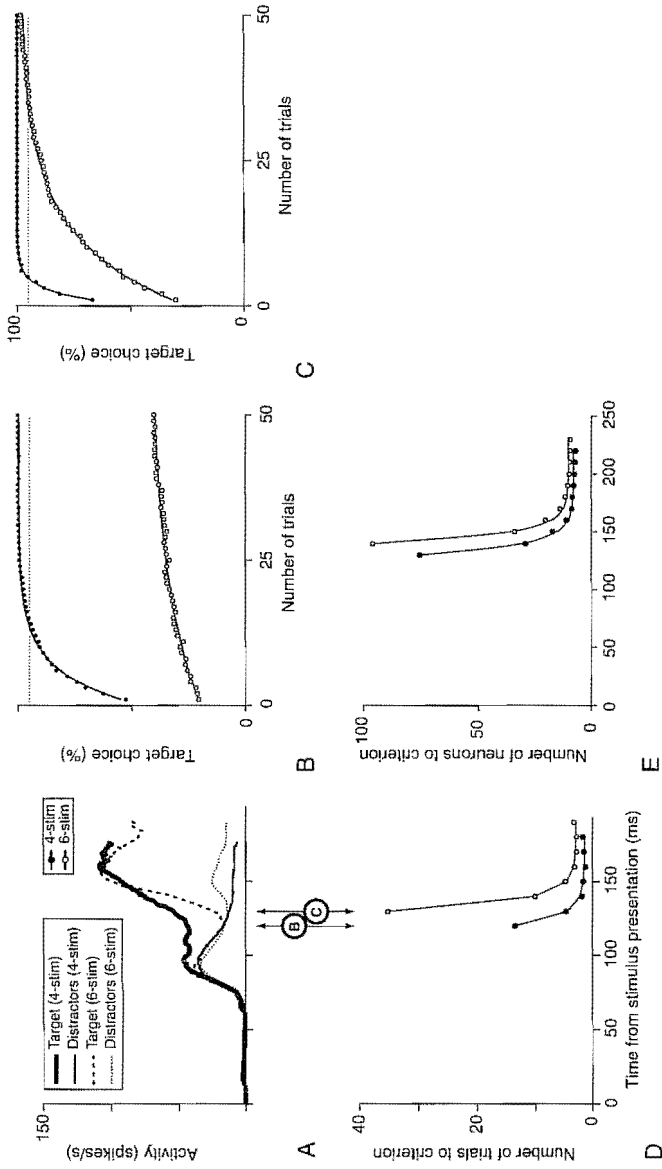 150
Activity (spikes/s)
Target (4-stim)
Distractors (4-stim)
Target (6-stim)
Distractors (6-stim)
4-stim
6-stim
B
C
A
Target choice (%)
0
0
25
50
Number of trials
B
100
Target choice (%)
0
0
25
50
Number of trials
C
40
20
0
Number of trials to criterion
0
50
100
150
Time from stimulus presentation (ms)
D
100
50
0
Number of neurons to criterion
0
50
100
150
200
250
E